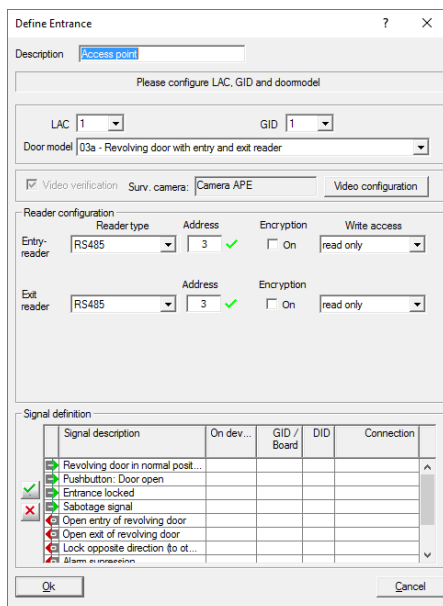 Define Entrance ? X
Description Access point
Please configure LAC, GID and doormodel
LAC 1 GID 1
Door model 03a - Revolving door with entry and exit reader
Video verification Surv. camera: Camera APE Video configuration
Reader configuration
Reader type Address Encryption Write access
Entry-
reader RS485 3 On read only
Address Encryption
Exit
reader RS485 3 On read only
Signal definition
Signal description On dev... GID / Board DID Connection
Revolving door in normal posit...
Pushbutton: Door open
Entrance locked
Sabotage signal
Open entry of revolving door
Open exit of revolving door
Lock opposite direction (to ot...
Alarm supression
Ok Cancel